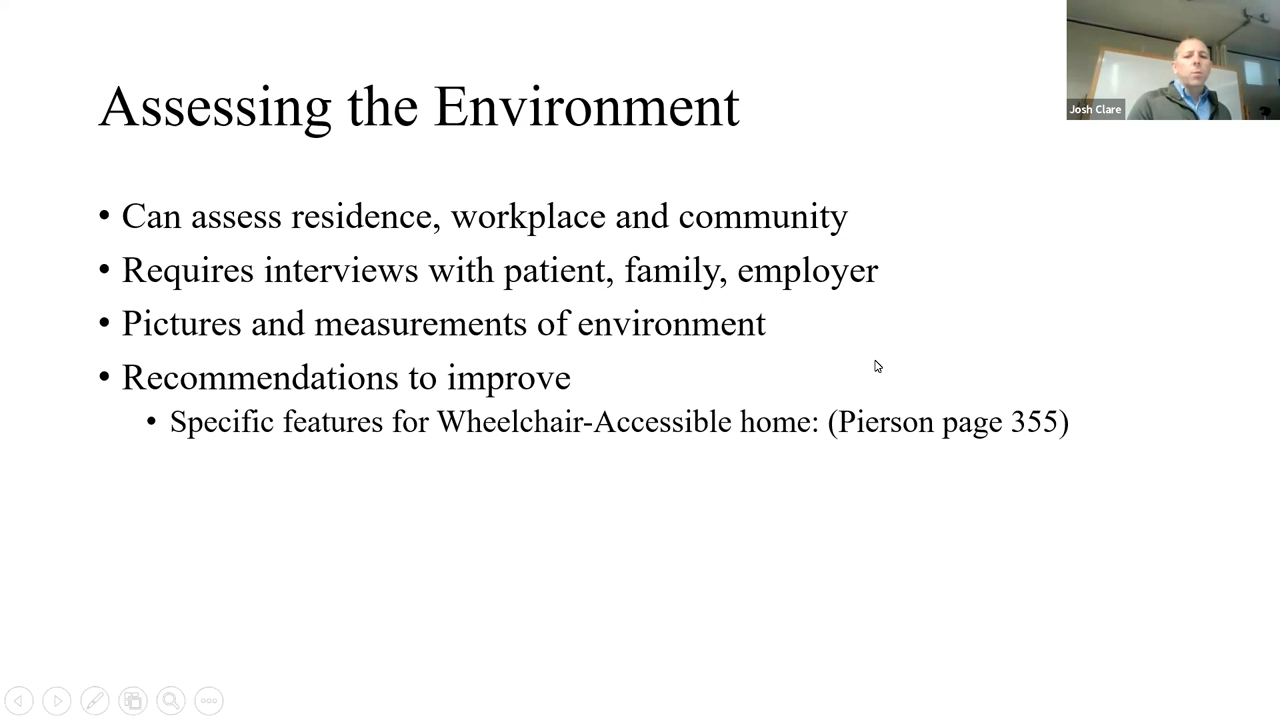 Assessing the Environment
Josh Clare
• Can assess residence, workplace and community
• Requires interviews with patient, family, employer
• Pictures and measurements of environment
• Recommendations to improve
• Specific features for Wheelchair-Accessible home: (Pierson page 355)